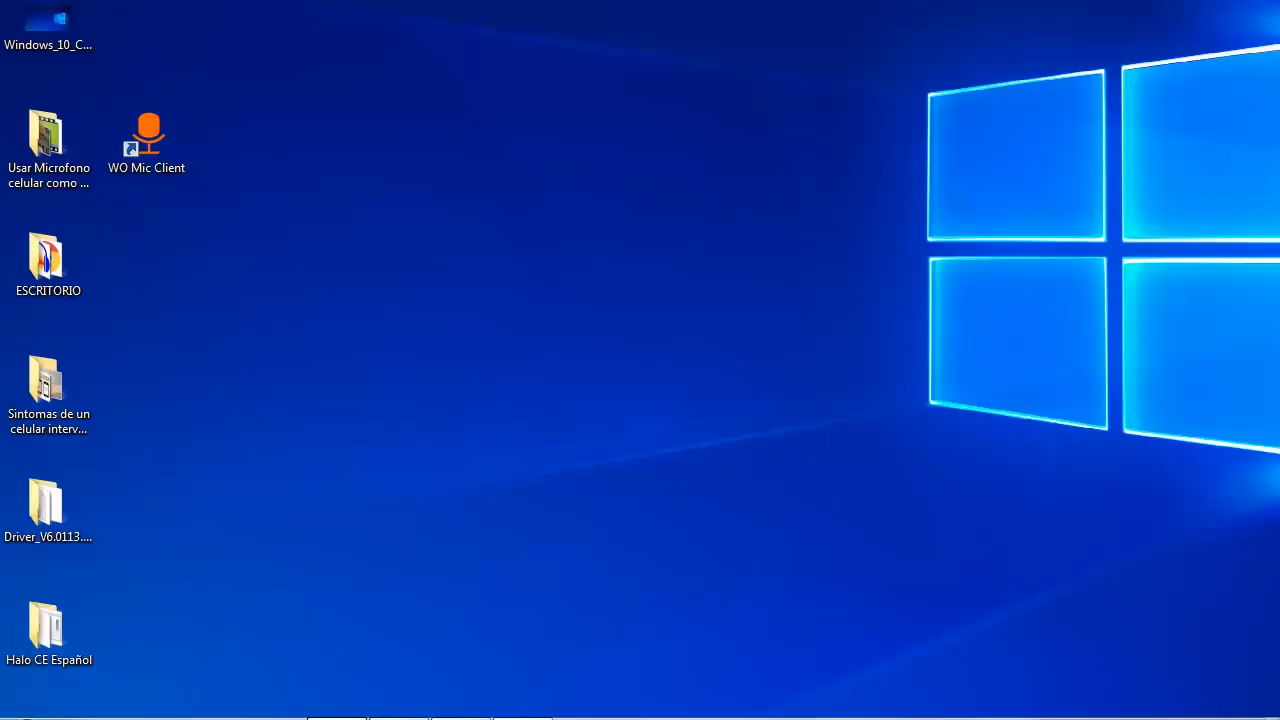 Windows_10_C...
Usar Microfono
celular como ...
WO Mic Client
ESCRITORIO
Sintomas de un
celular interv...
Driver_V6.0113....
Halo CE Español